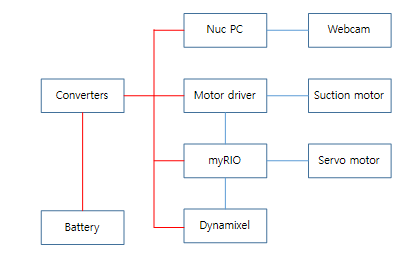 Nuc PC
Webcam
Converters
Motor driver
Suction motor
myRIO
Servo motor
Battery
Dynamixel